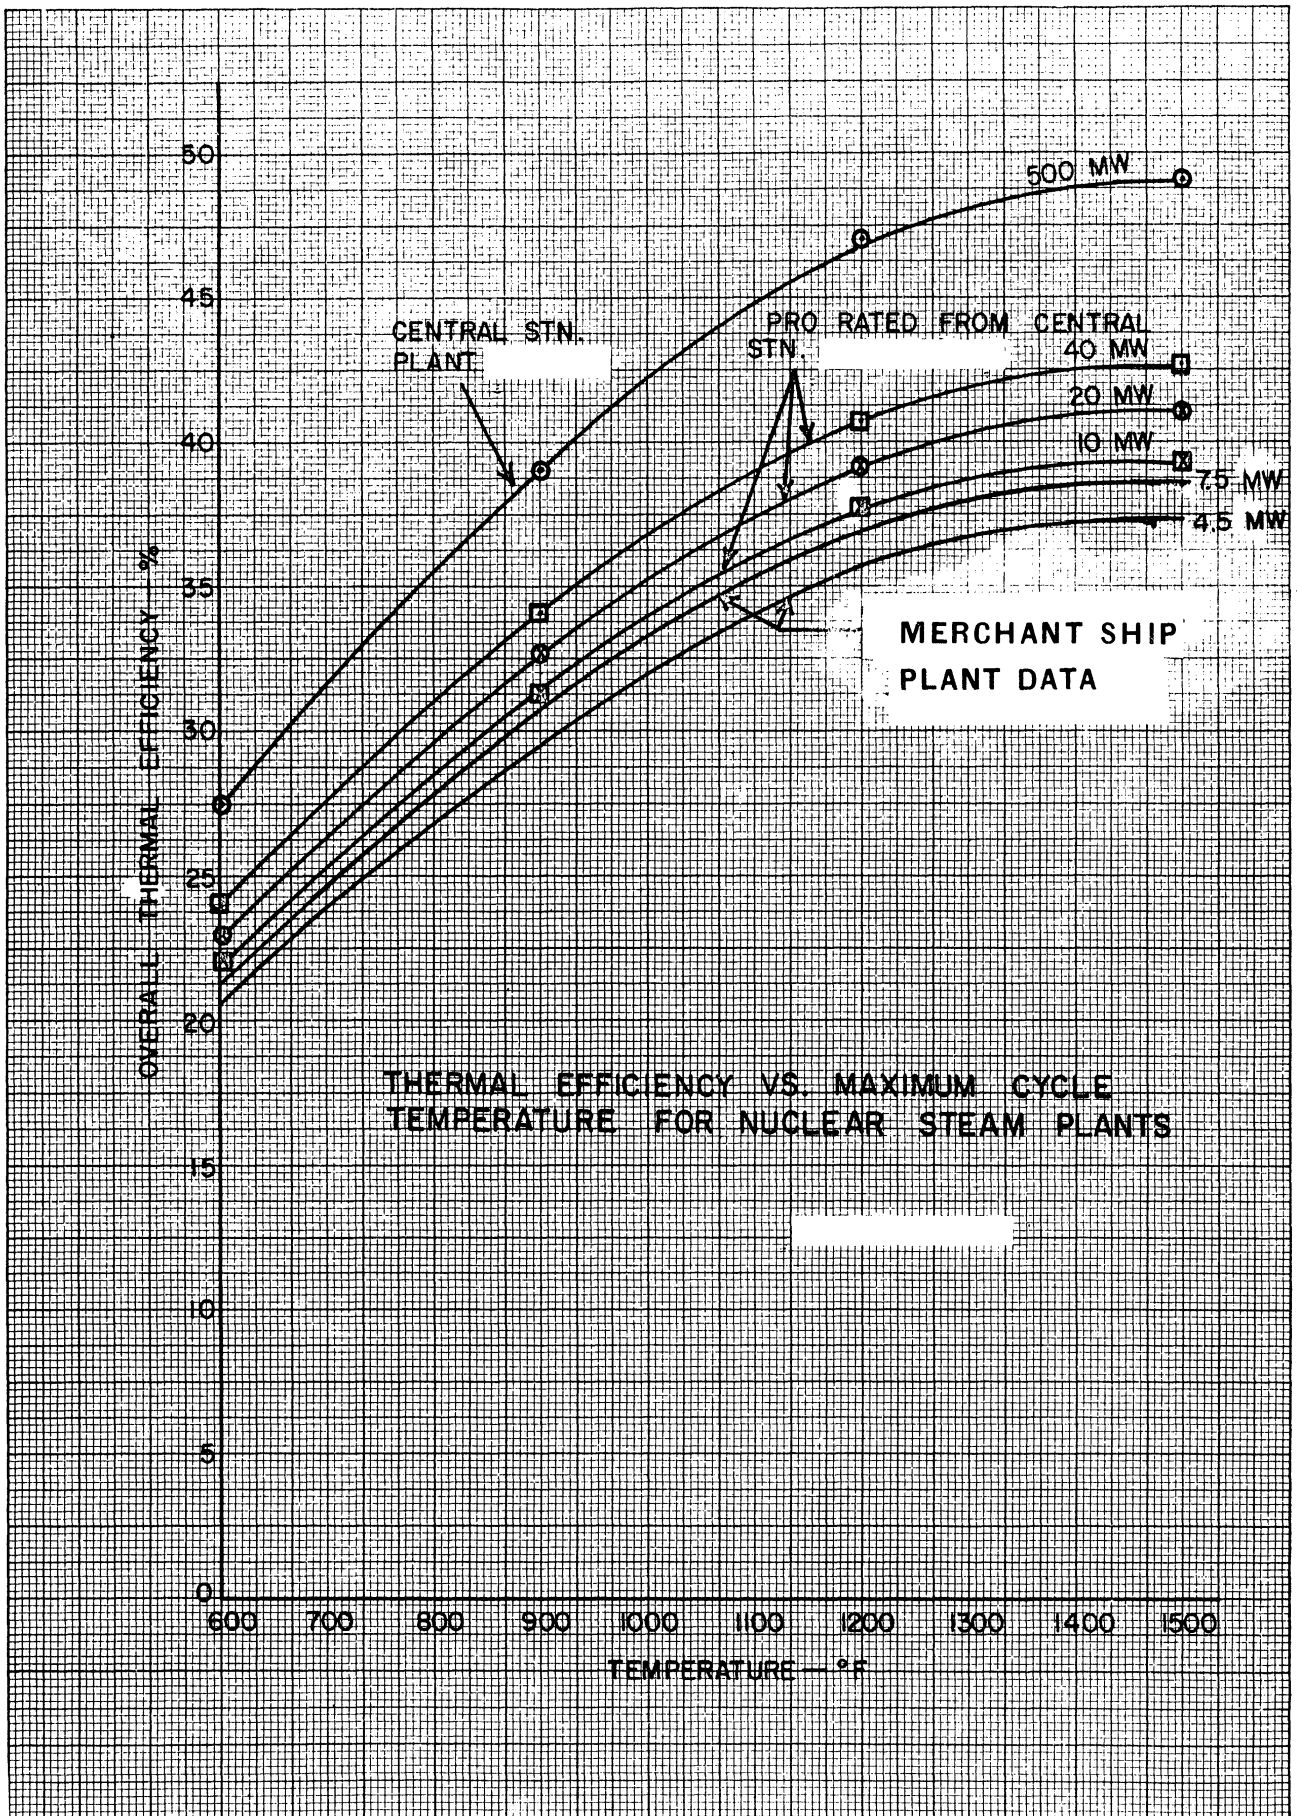 50
500 MW
45
CENTRAL STN.
PLANT
PRO RATED FROM CENTRAL
STN.
40 MW
20 MW
40
10 MW
7.5 MW
4.5 MW
35
MERCHANT SHIP
PLANT DATA
30
25
20
OVERALL THERMAL EFFICIENCY — %
THERMAL EFFICIENCY VS. MAXIMUM CYCLE
TEMPERATURE FOR NUCLEAR STEAM PLANTS
15
10
5
0
600 700 800 900 1000 1100 1200 1300 1400 1500
TEMPERATURE — °F